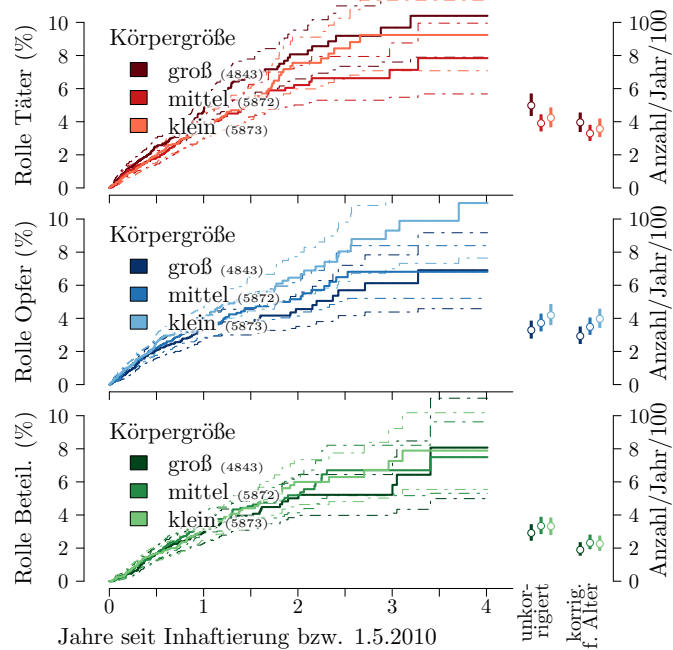 Rolle Täter (%)
10
8
6
4
2
0
Körpergröße
groß (4843)
mittel (5872)
klein (5873)
10
8
6
4
2
0
Anzahl/Jahr/100
Rolle Opfer (%)
10
8
6
4
2
0
Körpergröße
groß (4843)
mittel (5872)
klein (5873)
10
8
6
4
2
0
Anzahl/Jahr/100
Rolle Beteil. (%)
10
8
6
4
2
0
Körpergröße
groß (4843)
mittel (5872)
klein (5873)
10
8
6
4
2
0
Anzahl/Jahr/100
0 1 2 3 4
Jahre seit Inhaftierung bzw. 1.5.2010
unkor-
rigiert
korrig.
f. Alter